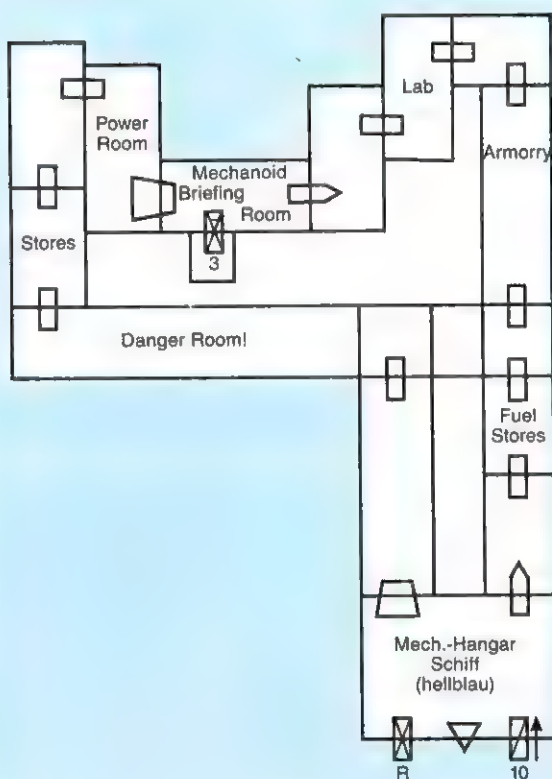 Lab
Power
Room
Armorry
Mechanoid
Briefing
Room
3
Stores
Danger Room!
Fuel
Stores
Mech.-Hangar
Schiff
(hellblau)
R
10